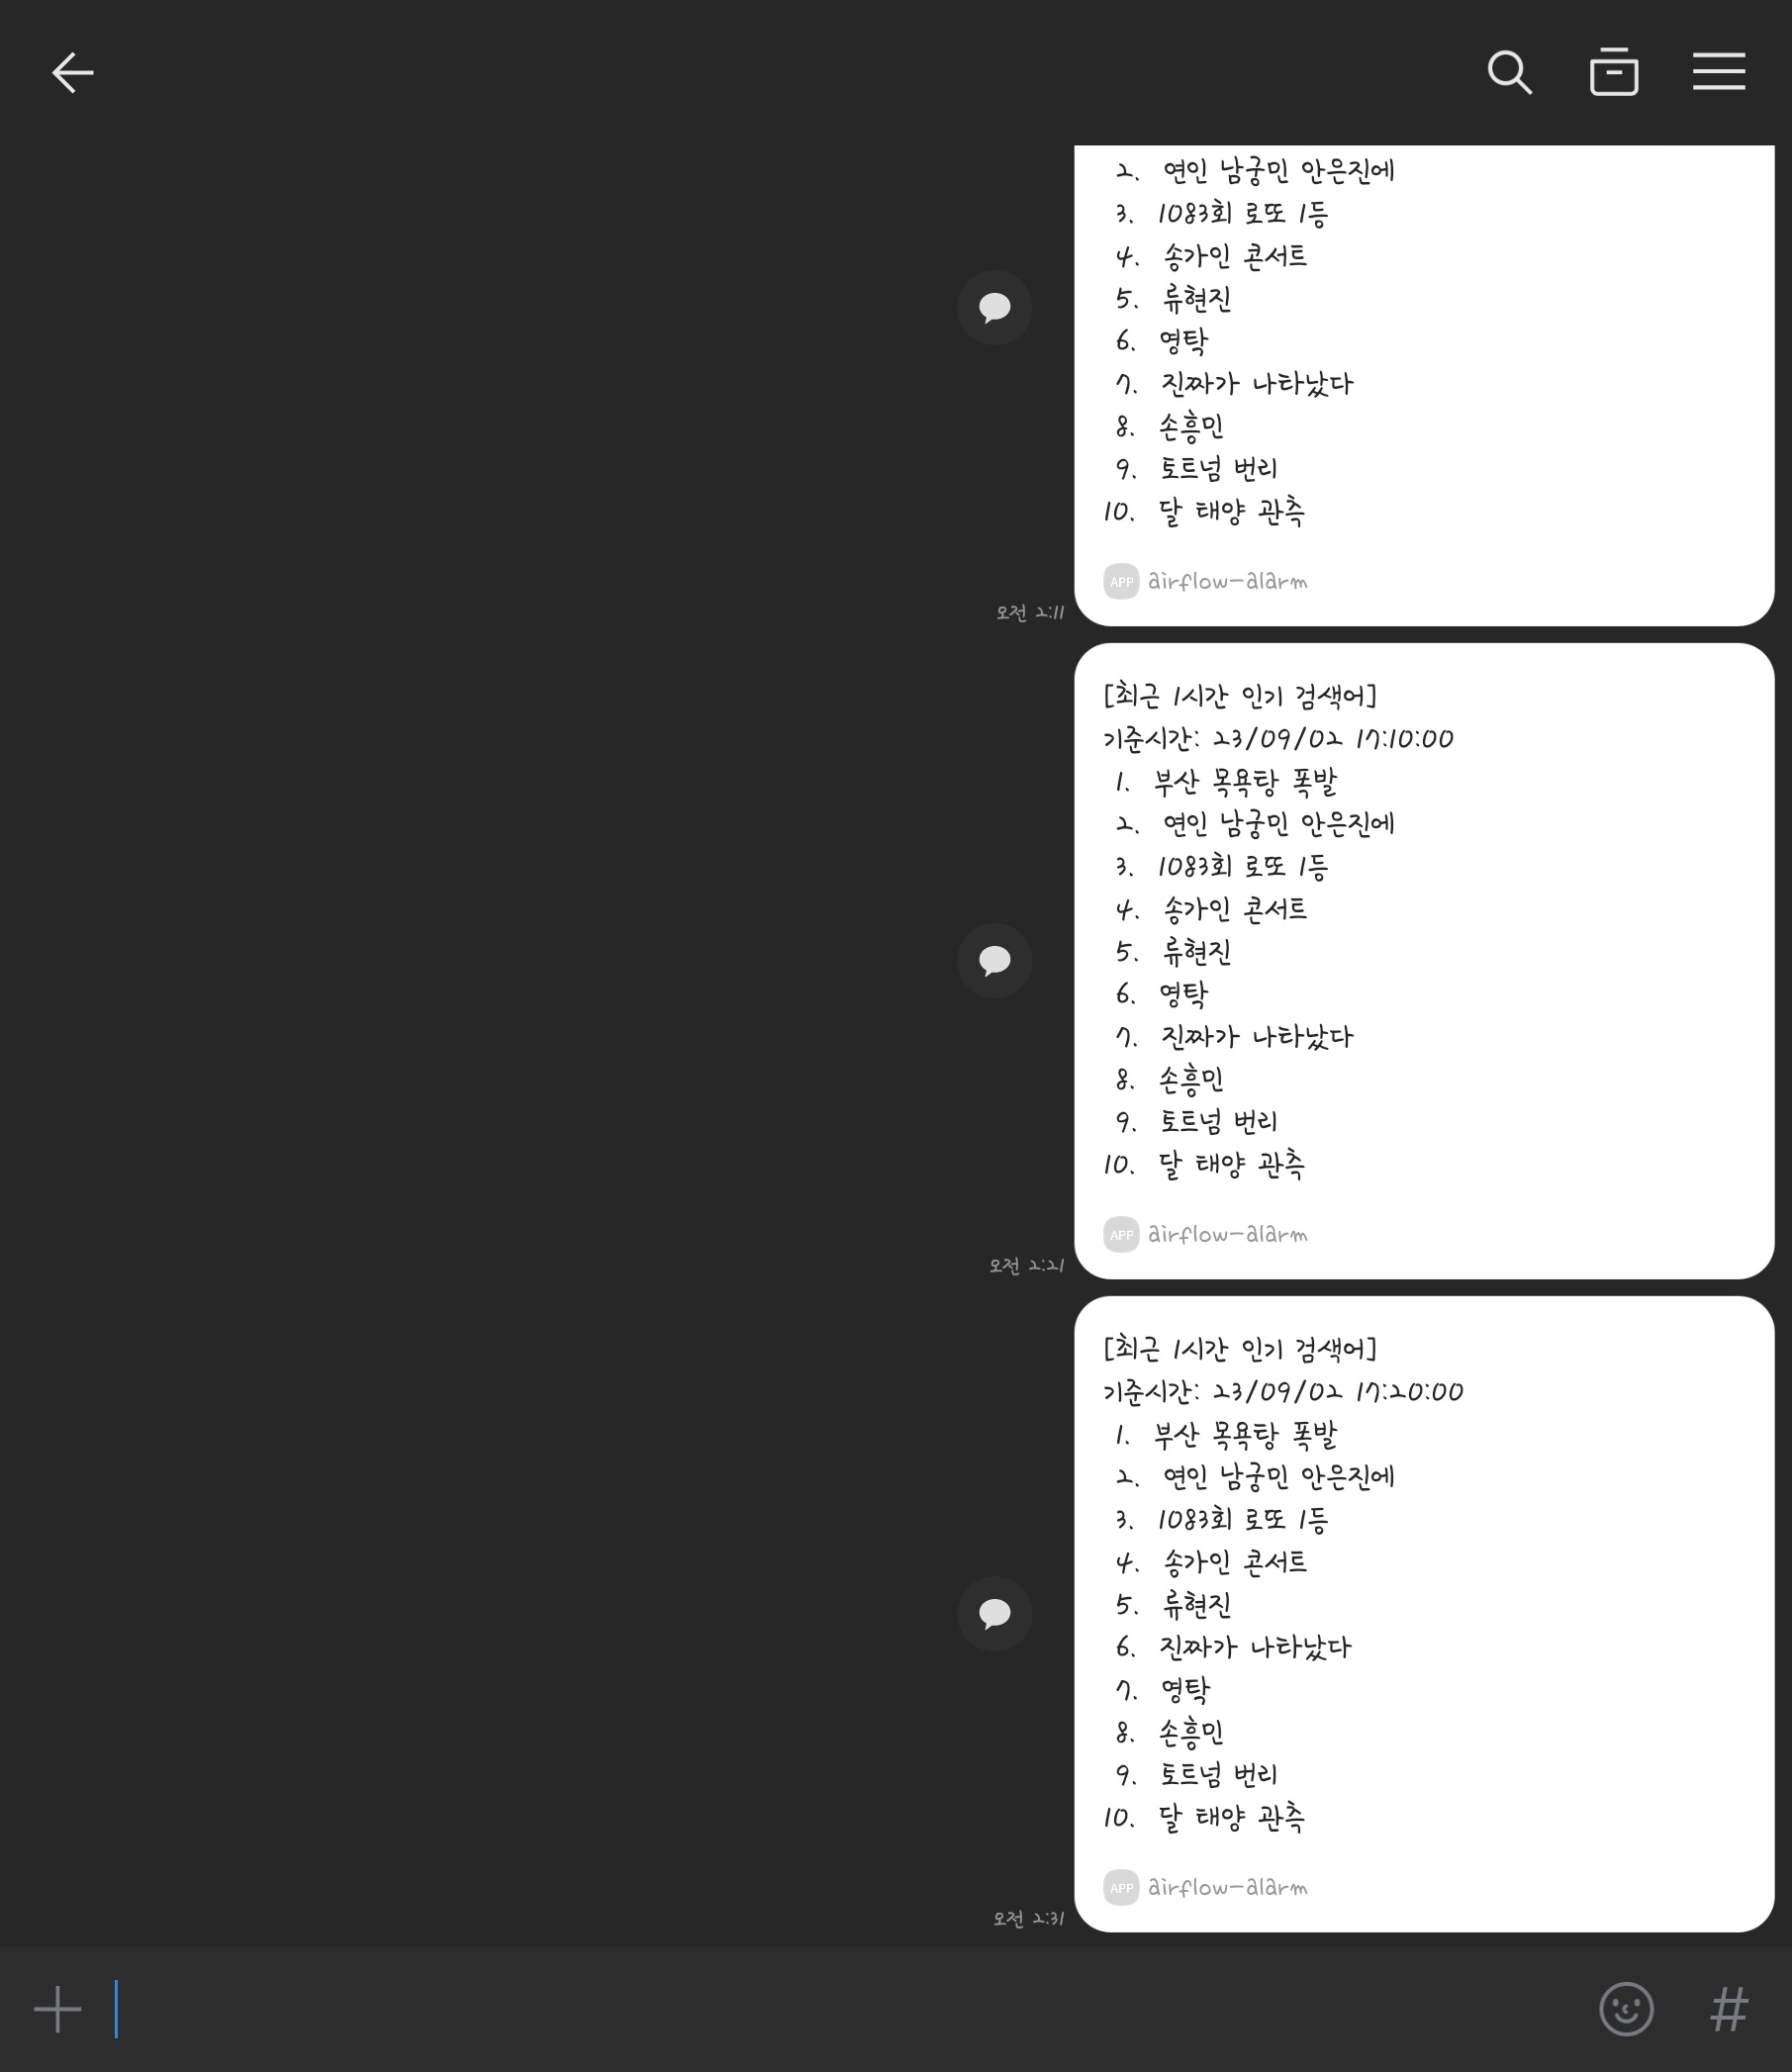 2. 연인 남궁민 안은진에
3. 1083회 로또 1등
4. 송가인 콘서트
5. 류현진
6. 영탁
7. 진짜가 나타났다
8. 손흥민
9. 토트넘 번리
10. 달 태양 관측
APP airflow-alarm
오전 2:11
[최근 1시간 인기 검색어]
기준시간: 23/09/02 17:10:00
1. 부산 목욕탕 폭발
2. 연인 남궁민 안은진에
3. 1083회 로또 1등
4. 송가인 콘서트
5. 류현진
6. 영탁
7. 진짜가 나타났다
8. 손흥민
9. 토트넘 번리
10. 달 태양 관측
APP airflow-alarm
오전 2:21
[최근 1시간 인기 검색어]
기준시간: 23/09/02 17:20:00
1. 부산 목욕탕 폭발
2. 연인 남궁민 안은진에
3. 1083회 로또 1등
4. 송가인 콘서트
5. 류현진
6. 진짜가 나타났다
7. 영탁
8. 손흥민
9. 토트넘 번리
10. 달 태양 관측
APP airflow-alarm
오전 2:31
#